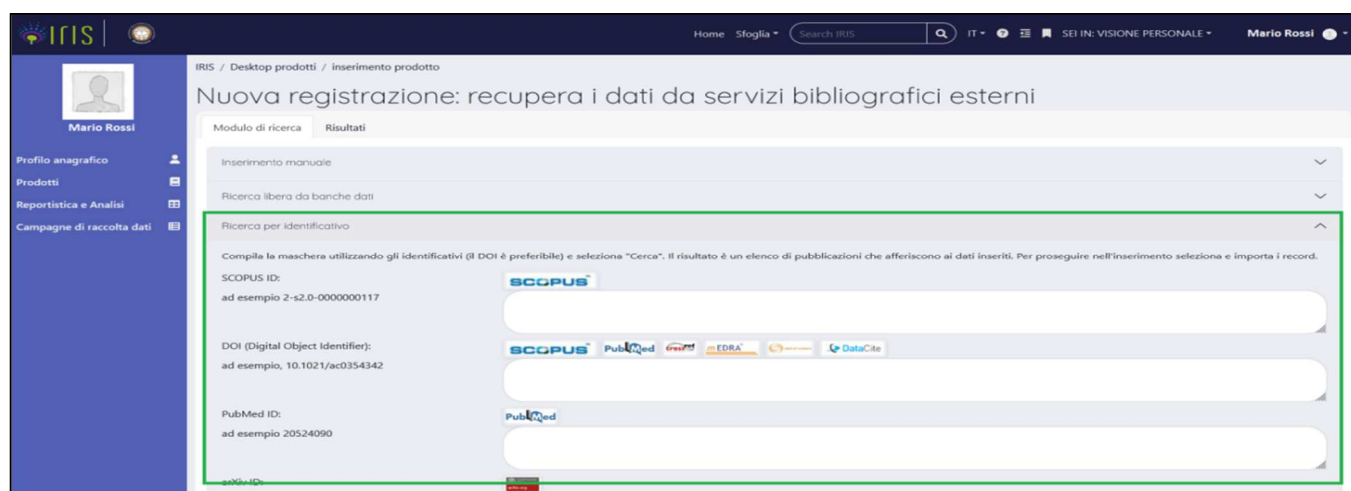 IRIS
Home Sfoglia Search IRIS IT SEI IN: VISIONE PERSONALE Mario Rossi
Mario Rossi
Profilo anagrafico
Prodotti
Reportistica e Analisi
Campagne di raccolta dati
IRIS / Desktop prodotti / inserimento prodotto
Nuova registrazione: recupera i dati da servizi bibliografici esterni
Modulo di ricerca Risultati
Inserimento manuale
Ricerca libera da banche dati
Ricerca per identificativo
Compila la maschera utilizzando gli identificativi (il DOI è preferibile) e seleziona "Cerca". Il risultato è un elenco di pubblicazioni che afferiscono ai dati inseriti. Per proseguire nell'inserimento seleziona e importa i record.
SCOPUS ID: SCOPUS
ad esempio 2-s2.0-0000000117
DOI (Digital Object Identifier): SCOPUS PubMed mEDRA DataCite
ad esempio, 10.1021/ac0354342
PubMed ID: PubMed
ad esempio 20524090
arXiv ID: